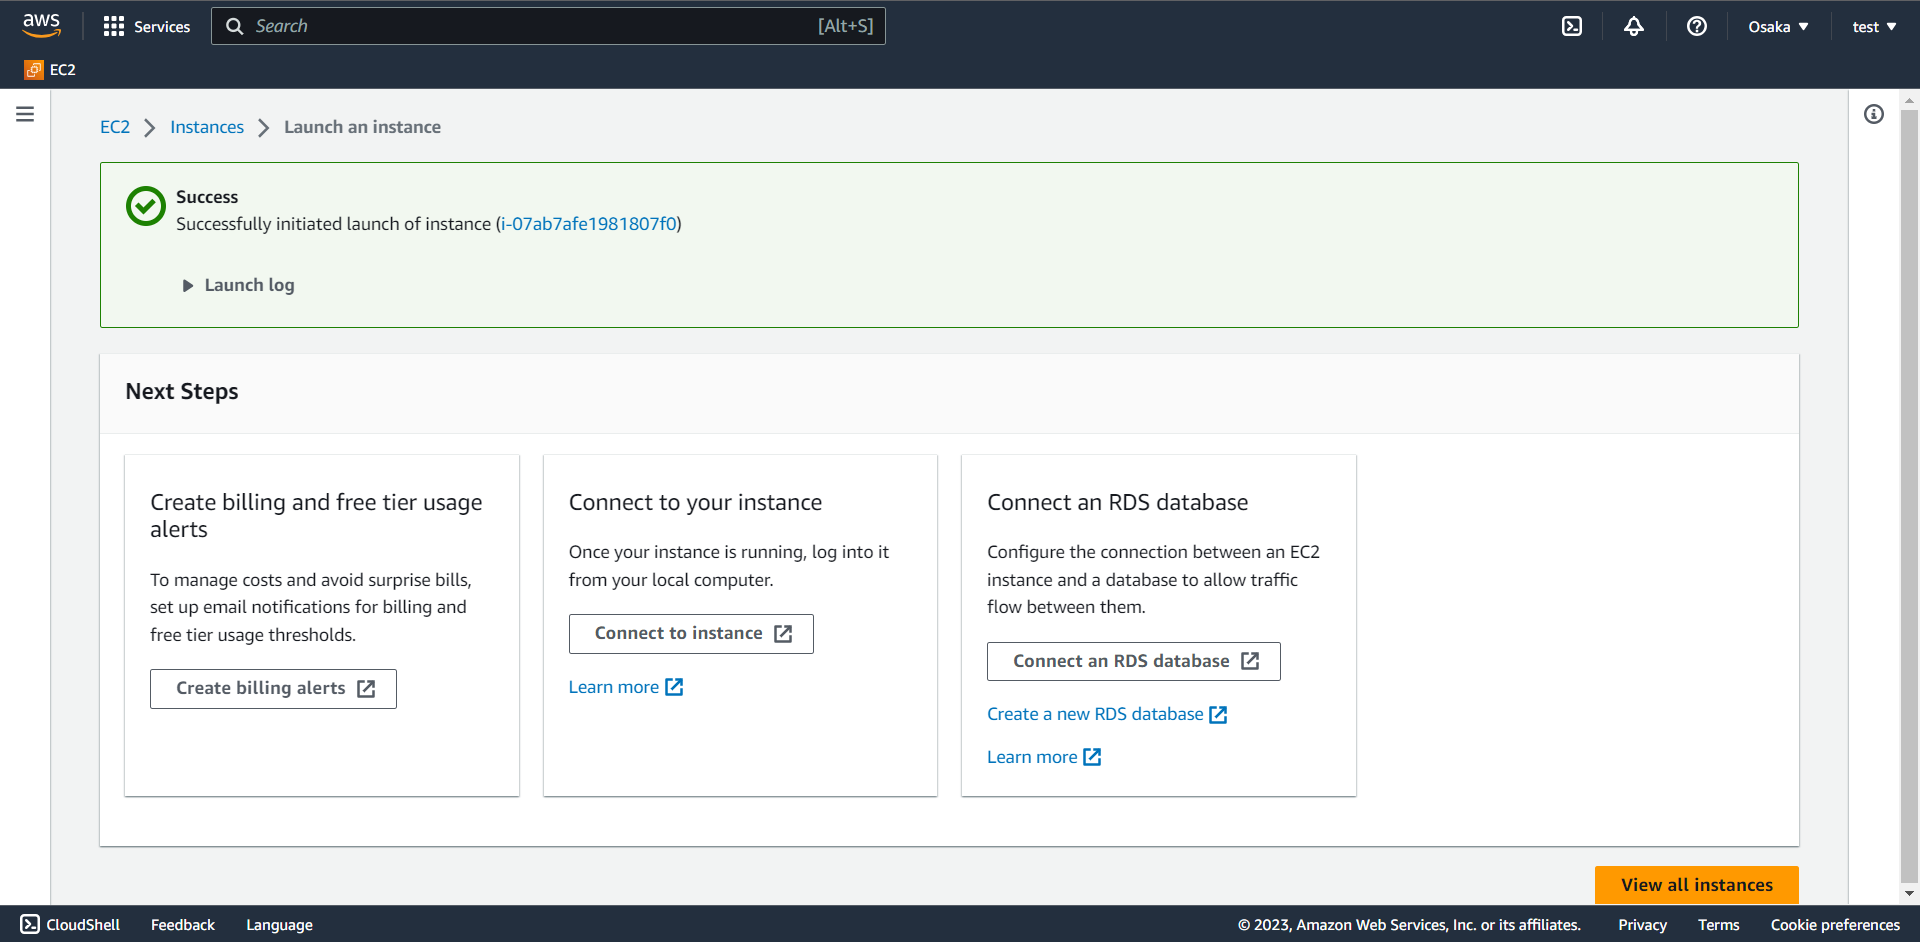 aws
Services
Search
[Alt+S]
Osaka
test
EC2
EC2
Instances
Launch an instance
Success
Successfully initiated launch of instance (i-07ab7afe1981807f0)
Launch log
Next Steps
Create billing and free tier usage
alerts
To manage costs and avoid surprise bills,
set up email notifications for billing and
free tier usage thresholds.
Create billing alerts
Connect to your instance
Once your instance is running, log into it
from your local computer.
Connect to instance
Learn more
Connect an RDS database
Configure the connection between an EC2
instance and a database to allow traffic
flow between them.
Connect an RDS database
Create a new RDS database
Learn more
View all instances
CloudShell
Feedback
Language
© 2023, Amazon Web Services, Inc. or its affiliates.
Privacy
Terms
Cookie preferences